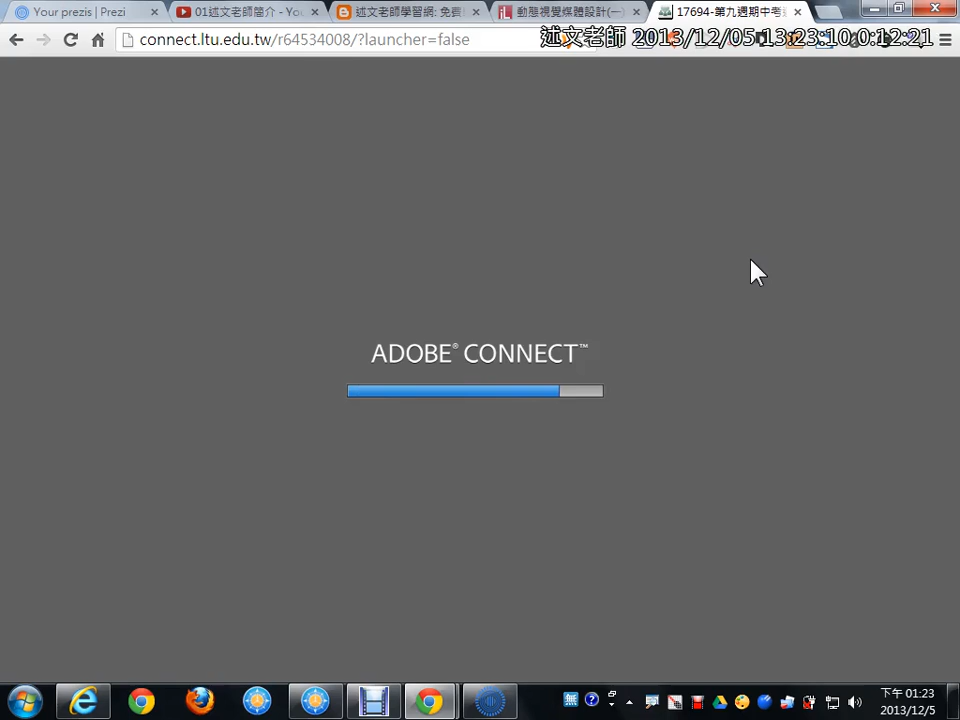 Your prezis | Prezi
01述文老師簡介 - You
述文老師學習網: 免費
動態視覺媒體設計(一)
17694-第九週期中考
connect.ltu.edu.tw/r64534008/?launcher=false
述文老師 2013/12/05 13:23:10 0:12:21
ADOBE® CONNECT™
無
下午 01:23
2013/12/5